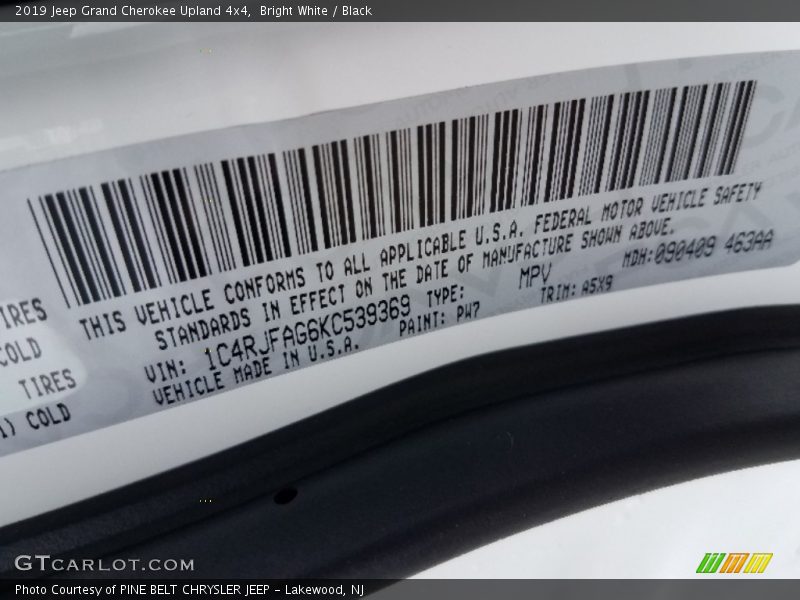 2019 Jeep Grand Cherokee Upland 4x4, Bright White / Black
THIS VEHICLE CONFORMS TO ALL APPLICABLE U.S.A. FEDERAL MOTOR VEHICLE SAFETY
STANDARDS IN EFFECT ON THE DATE OF MANUFACTURE SHOWN ABOVE.
VIN: 1C4RJFAG6KC539369 TYPE: MPV MDH:090409 463AA
VEHICLE MADE IN U.S.A. PAINT: PW7 TRIM: A5X9
TIRES
COLD
TIRES
COLD
GTCARLOT.COM
Photo Courtesy of PINE BELT CHRYSLER JEEP - Lakewood, NJ